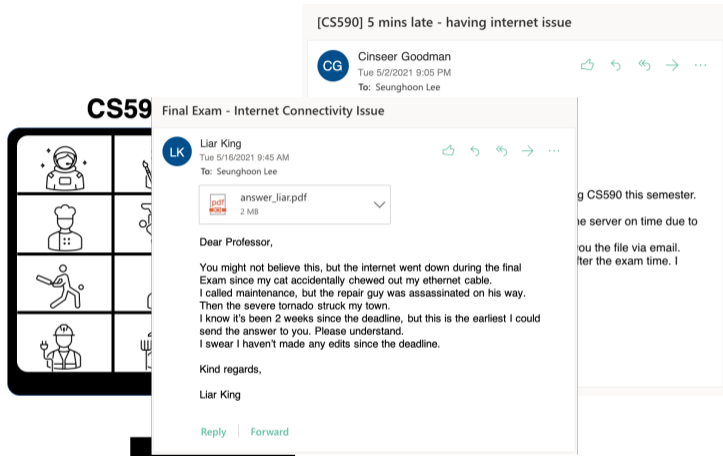 [CS590] 5 mins late - having internet issue
CG
Cinseer Goodman
Tue 5/2/2021 9:05 PM
To: Seunghoon Lee
CS59
Final Exam - Internet Connectivity Issue
LK
Liar King
Tue 5/16/2021 9:45 AM
To: Seunghoon Lee
pdf
answer_liar.pdf
2 MB
Dear Professor,
You might not believe this, but the internet went down during the final
Exam since my cat accidentally chewed out my ethernet cable.
I called maintenance, but the repair guy was assassinated on his way.
Then the severe tornado struck my town.
I know it's been 2 weeks since the deadline, but this is the earliest I could
send the answer to you. Please understand.
I swear I haven't made any edits since the deadline.
Kind regards,
Liar King
Reply Forward
g CS590 this semester.
server on time due to
you the file via email.
the exam time. I